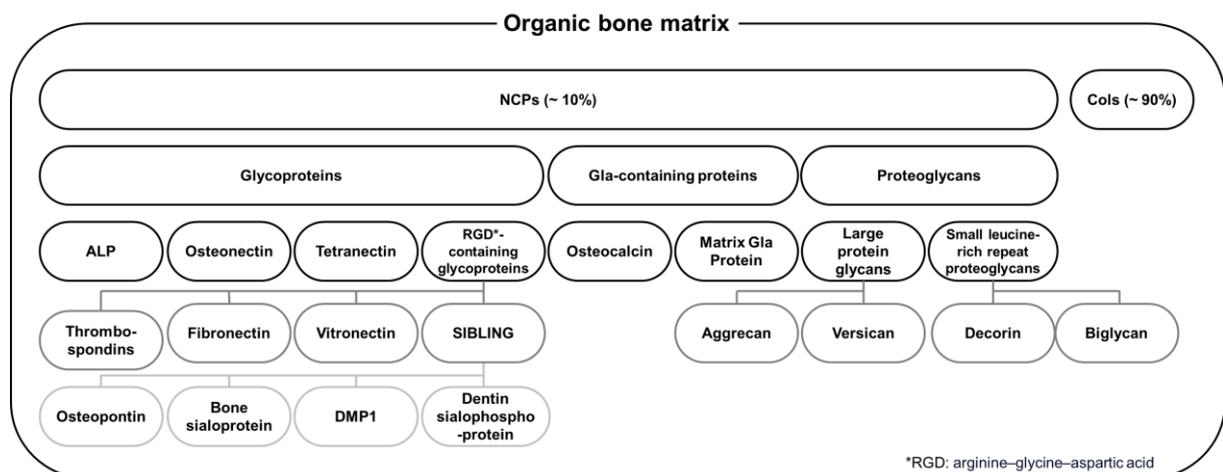 Organic bone matrix
NCPs (~ 10%)
Cols (~ 90%)
Glycoproteins
Gla-containing proteins
Proteoglycans
ALP
Osteonectin
Tetranectin
RGD*-
containing
glycoproteins
Osteocalcin
Matrix Gla
Protein
Large
protein
glycans
Small leucine-
rich repeat
proteoglycans
Thrombo-
spondins
Fibronectin
Vitronectin
SIBLING
Aggrecan
Versican
Decorin
Biglycan
Osteopontin
Bone
sialoprotein
DMP1
Dentin
sialophospho
-protein
*RGD: arginine–glycine–aspartic acid